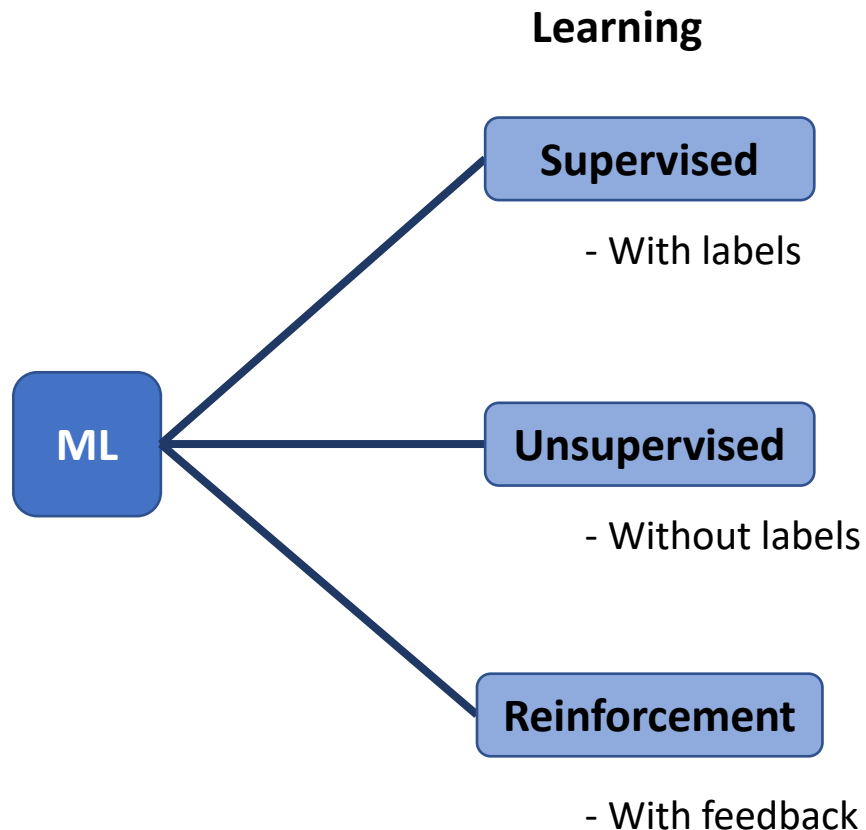 Learning
Supervised
- With labels
ML
Unsupervised
- Without labels
Reinforcement
- With feedback